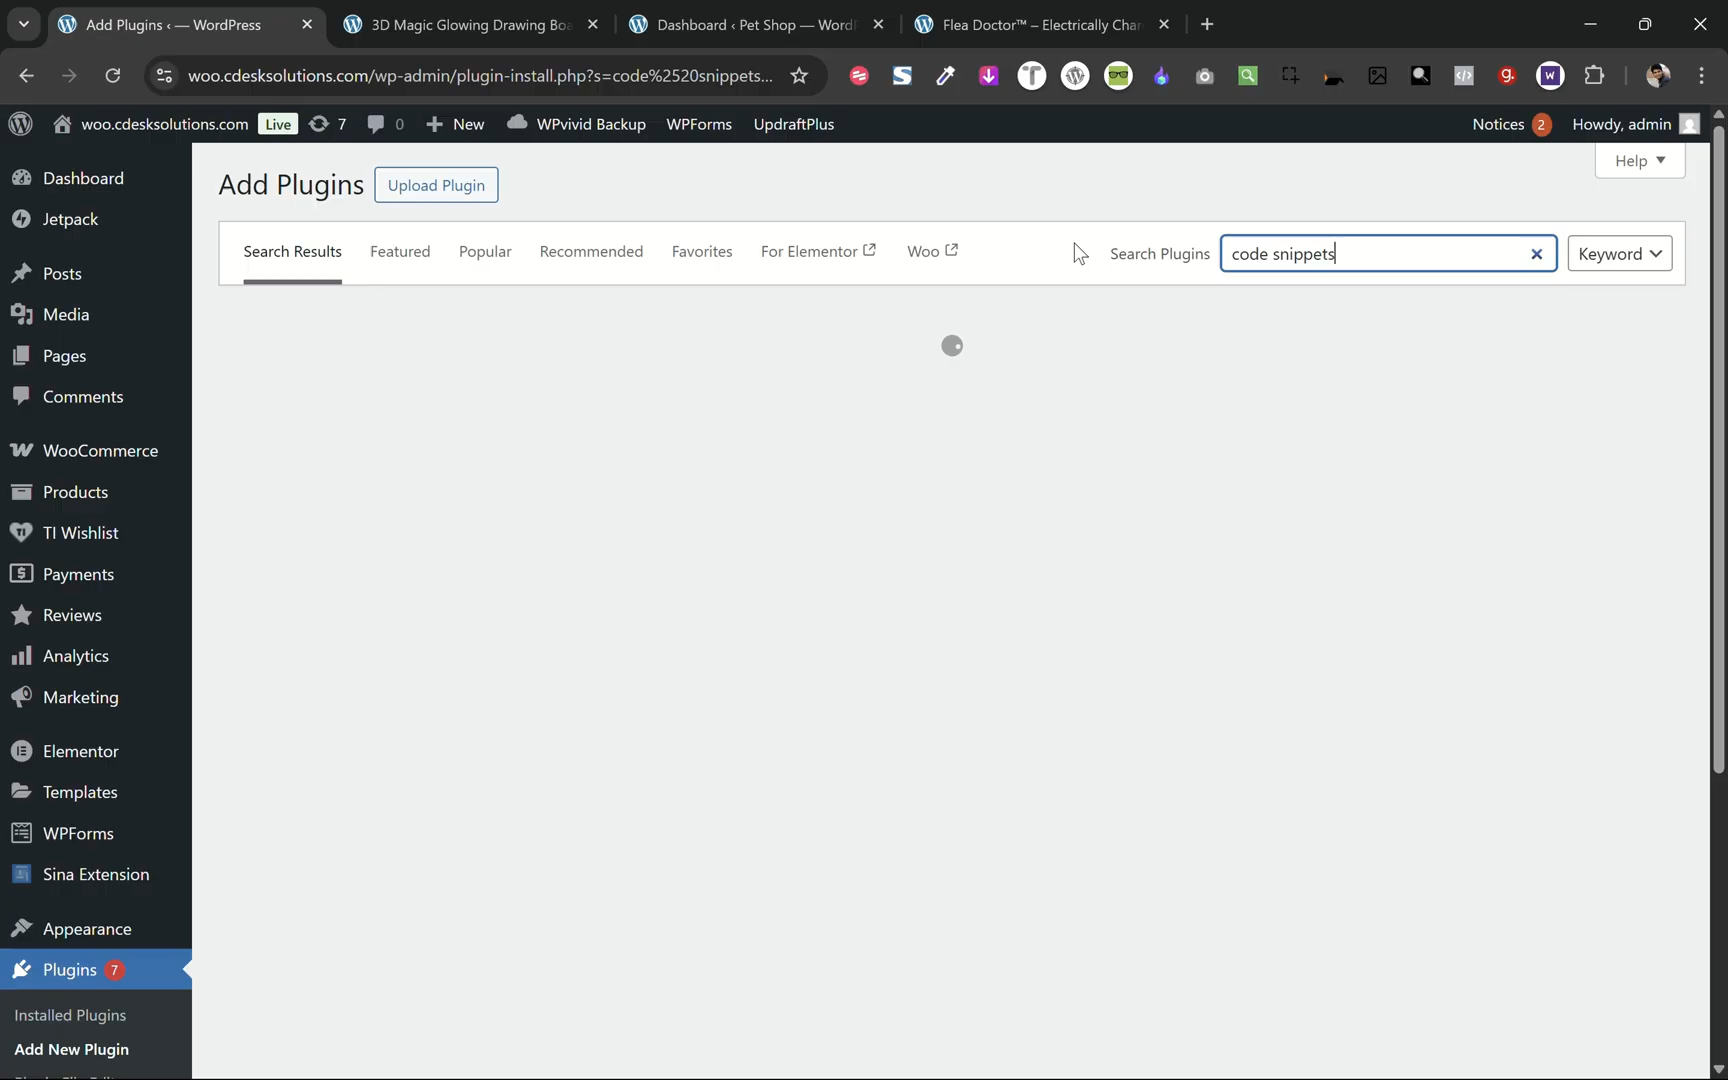 Add Plugins ‹ — WordPress
3D Magic Glowing Drawing Boa
Dashboard ‹ Pet Shop — WordP
Flea Doctor™ – Electrically Char
woo.cdesksolutions.com/wp-admin/plugin-install.php?s=code%2520snippets...
woo.cdesksolutions.com
Live
7
0
New
WPvivid Backup
WPForms
UpdraftPlus
Notices 2
Howdy, admin
Help
Add Plugins
Upload Plugin
Search Results
Featured
Popular
Recommended
Favorites
For Elementor
Woo
Search Plugins
code snippets
Keyword
Dashboard
Jetpack
Posts
Media
Pages
Comments
WooCommerce
Products
TI Wishlist
Payments
Reviews
Analytics
Marketing
Elementor
Templates
WPForms
Sina Extension
Appearance
Plugins 7
Installed Plugins
Add New Plugin